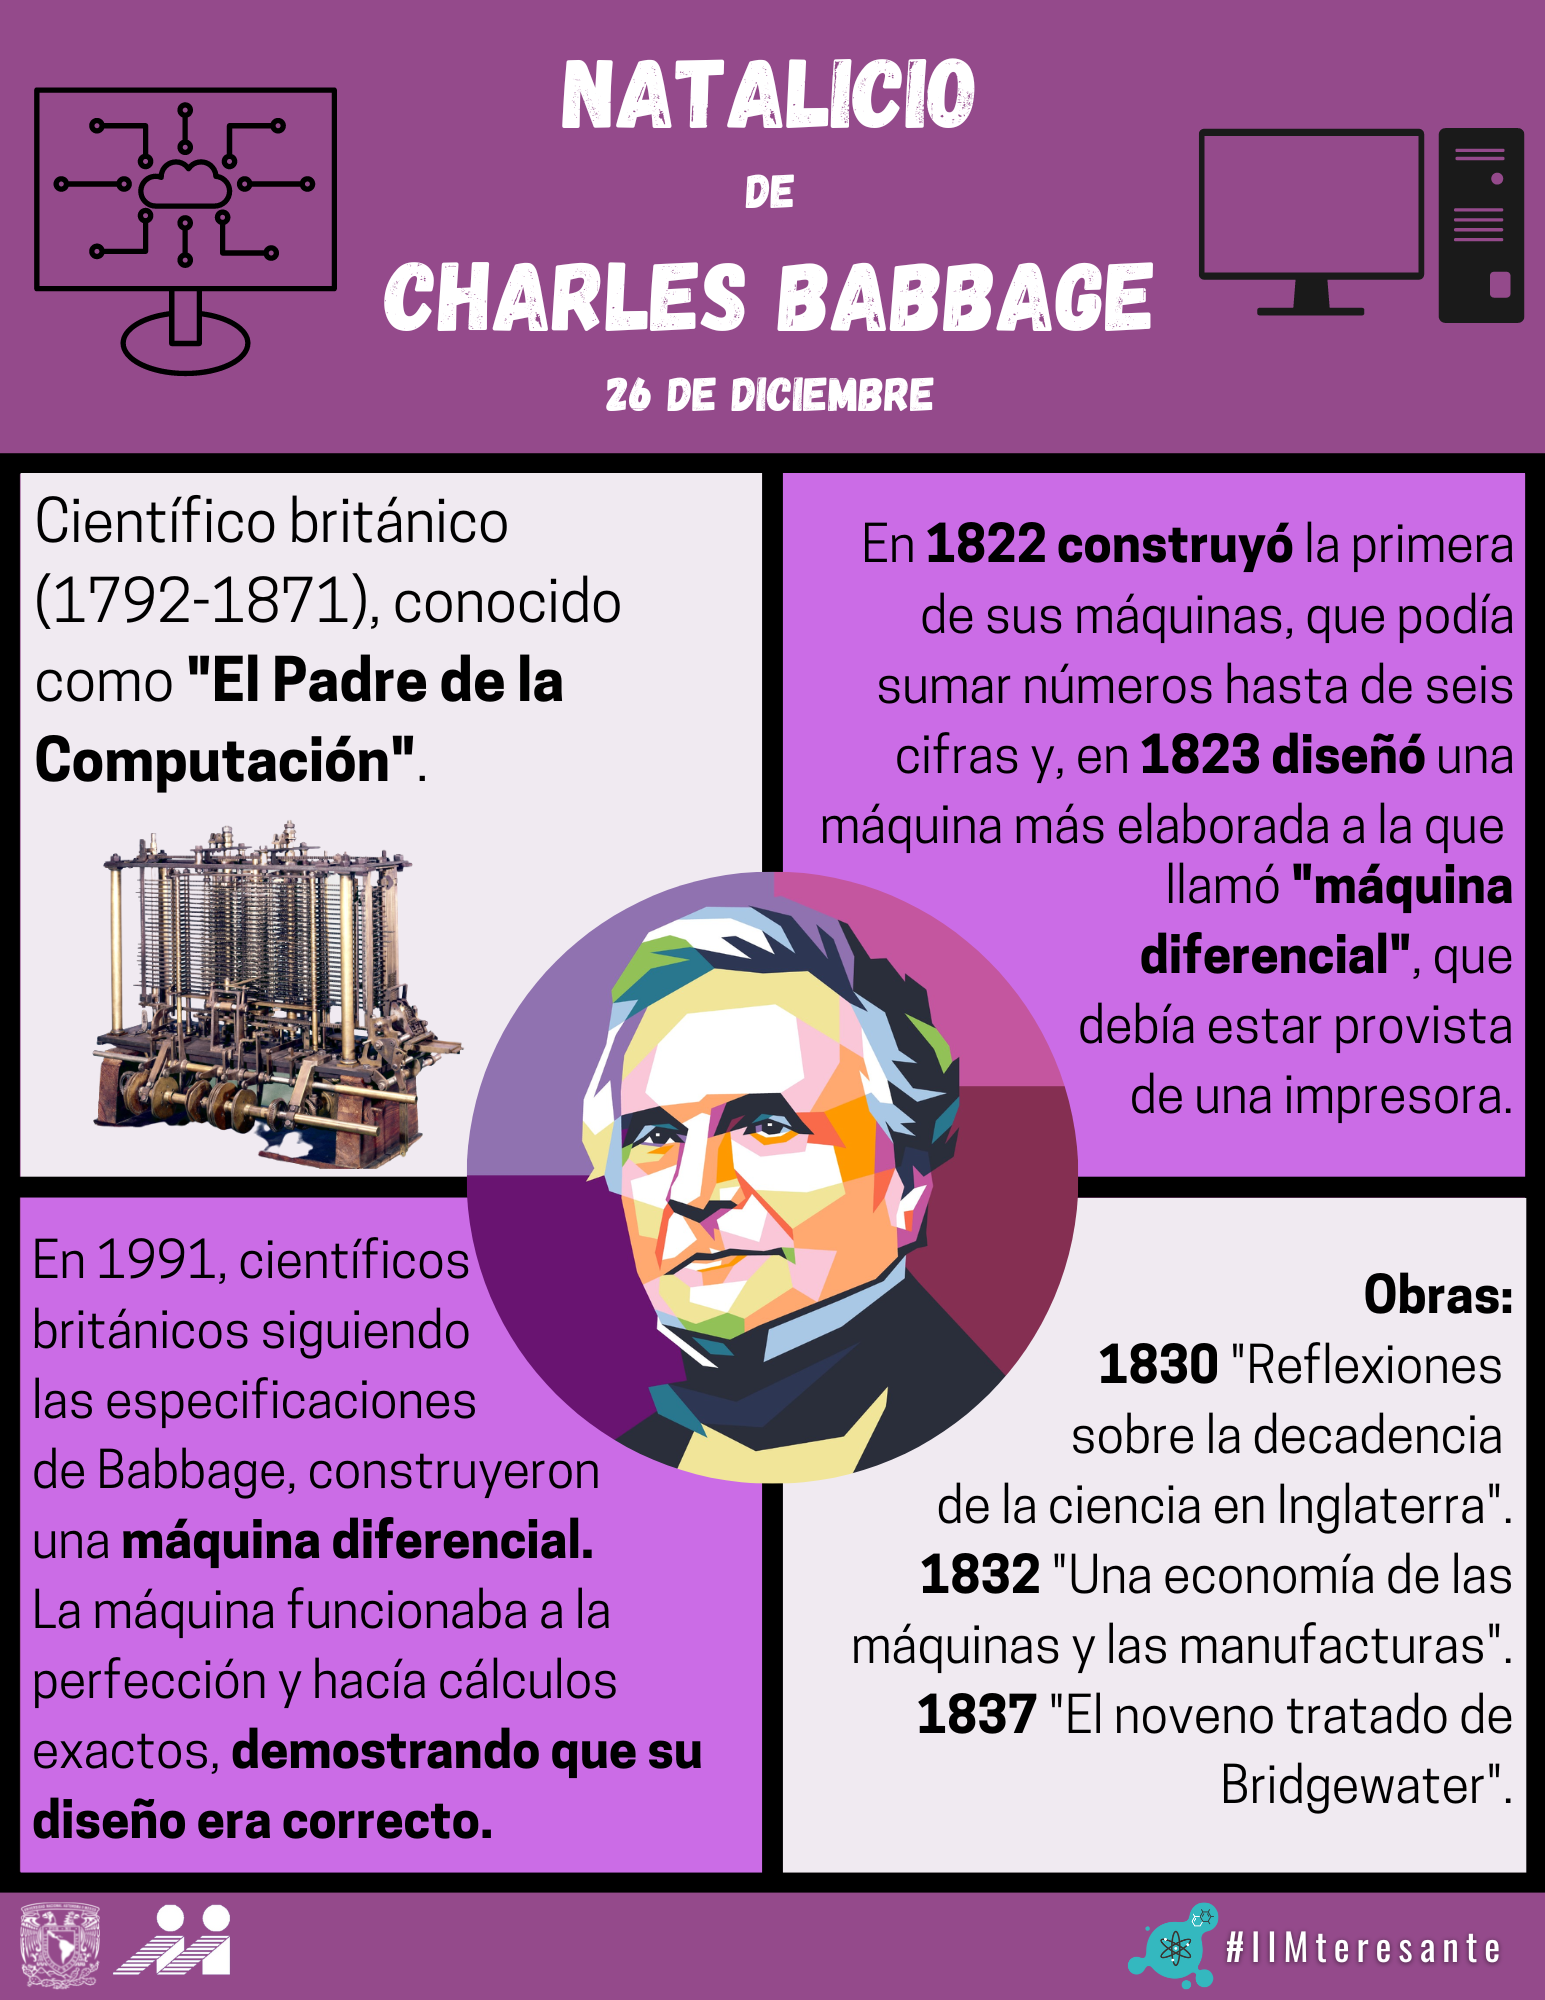 NATALICIO
DE
CHARLES BABBAGE
26 DE DICIEMBRE
Científico británico
(1792-1871), conocido
como "El Padre de la
Computación".
En 1822 construyó la primera
de sus máquinas, que podía
sumar números hasta de seis
cifras y, en 1823 diseñó una
máquina más elaborada a la que
llamó "máquina
diferencial", que
debía estar provista
de una impresora.
En 1991, científicos
británicos siguiendo
las especificaciones
de Babbage, construyeron
una máquina diferencial.
La máquina funcionaba a la
perfección y hacía cálculos
exactos, demostrando que su
diseño era correcto.
Obras:
1830 "Reflexiones
sobre la decadencia
de la ciencia en Inglaterra".
1832 "Una economía de las
máquinas y las manufacturas".
1837 "El noveno tratado de
Bridgewater".
#IIMteresante